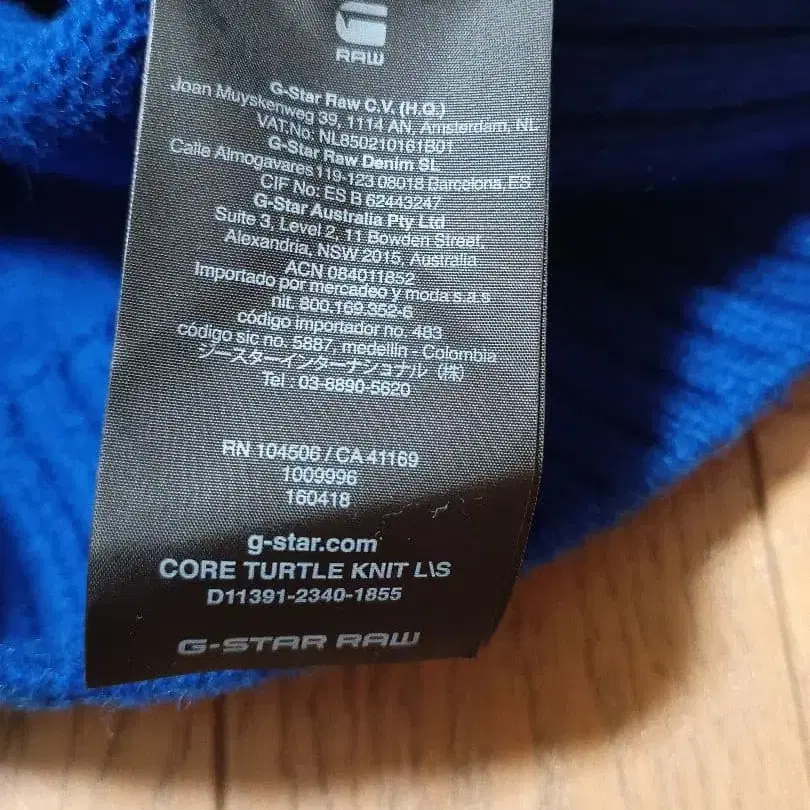 RAW
G-Star Raw C.V. (H.Q.)
Joan Muyskenweg 39, 1114 AN, Amsterdam, NL
VAT.No: NL850210161B01
G-Star Raw Denim SL
Calle Almogavares 119-123 08018 Barcelona, ES
CIF No: ES B 62443247
G-Star Australia Pty Ltd
Suite 3, Level 2, 11 Bowden Street,
Alexandria, NSW 2015, Australia
ACN 084011852
Importado por mercadeo y moda s.a.s
nit. 800.169.352-6
código importador no. 483
código sic no. 5887, medellin - Colombia
ジースターインターナショナル (株)
Tel : 03-6890-5620
RN 104506 / CA 41169
1009996
160418
g-star.com
CORE TURTLE KNIT L\S
D11391-2340-1855
G-STAR RAW